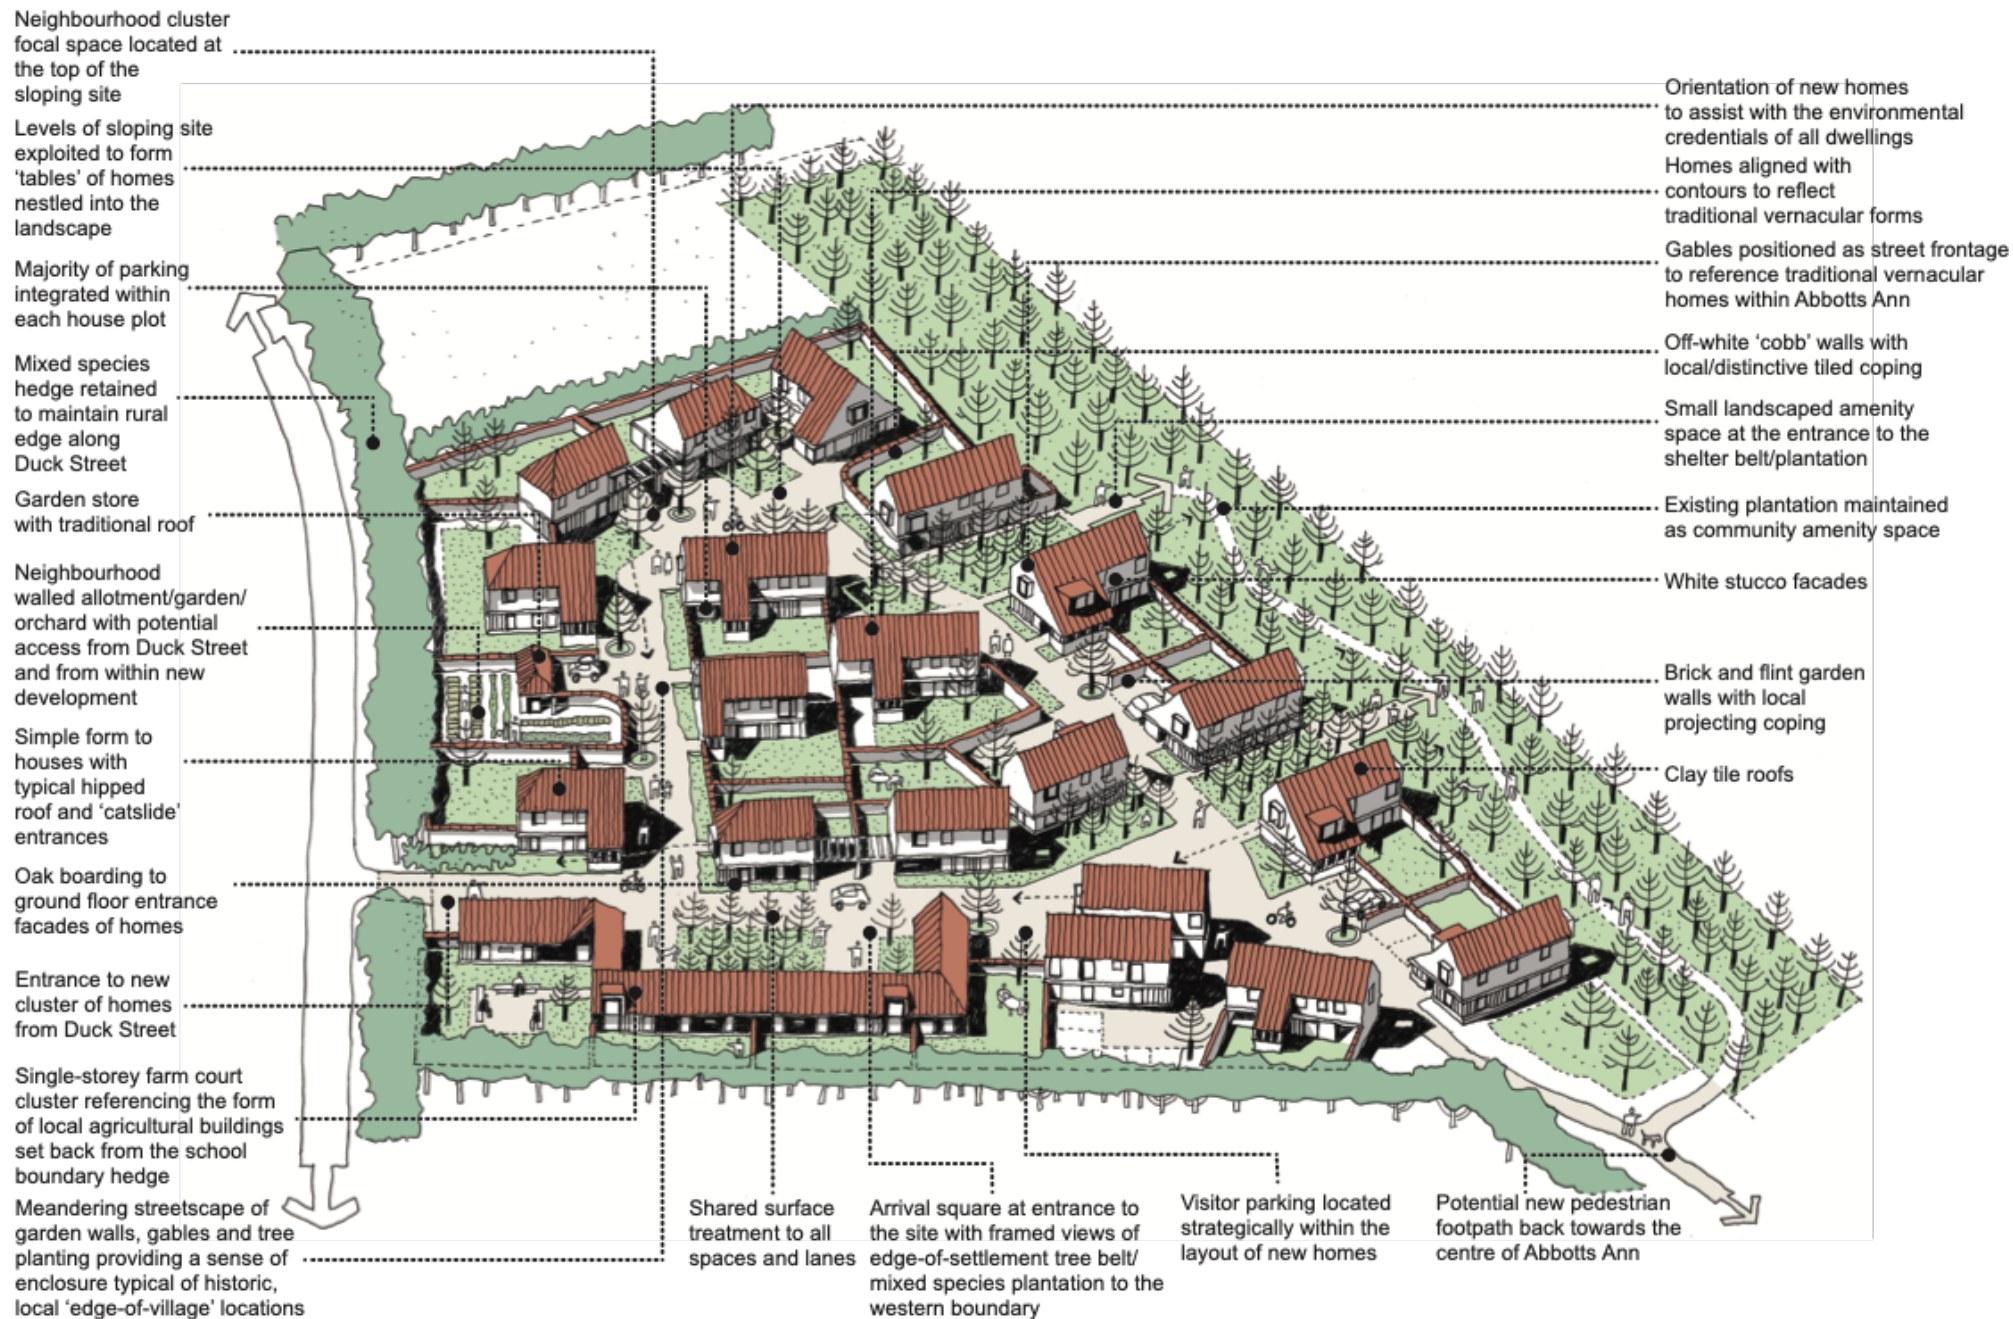 Neighbourhood cluster
focal space located at
the top of the
sloping site
Levels of sloping site
exploited to form
‘tables’ of homes
nestled into the
landscape
Majority of parking
integrated within
each house plot
Mixed species
hedge retained
to maintain rural
edge along
Duck Street
Garden store
with traditional roof
Neighbourhood
walled allotment/garden/
orchard with potential
access from Duck Street
and from within new
development
Simple form to
houses with
typical hipped
roof and ‘catslide’
entrances
Oak boarding to
ground floor entrance
facades of homes
Entrance to new
cluster of homes
from Duck Street
Single-storey farm court
cluster referencing the form
of local agricultural buildings
set back from the school
boundary hedge
Meandering streetscape of
garden walls, gables and tree
planting providing a sense of
enclosure typical of historic,
local ‘edge-of-village’ locations
Shared surface
treatment to all
spaces and lanes
Arrival square at entrance to
the site with framed views of
edge-of-settlement tree belt/
mixed species plantation to the
western boundary
Visitor parking located
strategically within the
layout of new homes
Potential new pedestrian
footpath back towards the
centre of Abbotts Ann
Orientation of new homes
to assist with the environmental
credentials of all dwellings
Homes aligned with
contours to reflect
traditional vernacular forms
Gables positioned as street frontage
to reference traditional vernacular
homes within Abbotts Ann
Off-white ‘cobb’ walls with
local/distinctive tiled coping
Small landscaped amenity
space at the entrance to the
shelter belt/plantation
Existing plantation maintained
as community amenity space
White stucco facades
Brick and flint garden
walls with local
projecting coping
Clay tile roofs